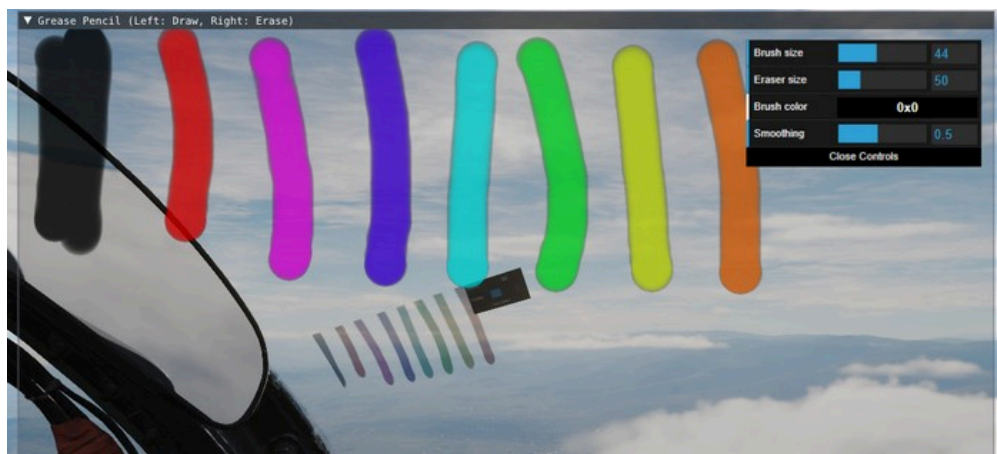 ▼ Grease Pencil (Left: Draw, Right: Erase)
Brush size 44
Eraser size 50
Brush color 0x0
Smoothing 0.5
Close Controls